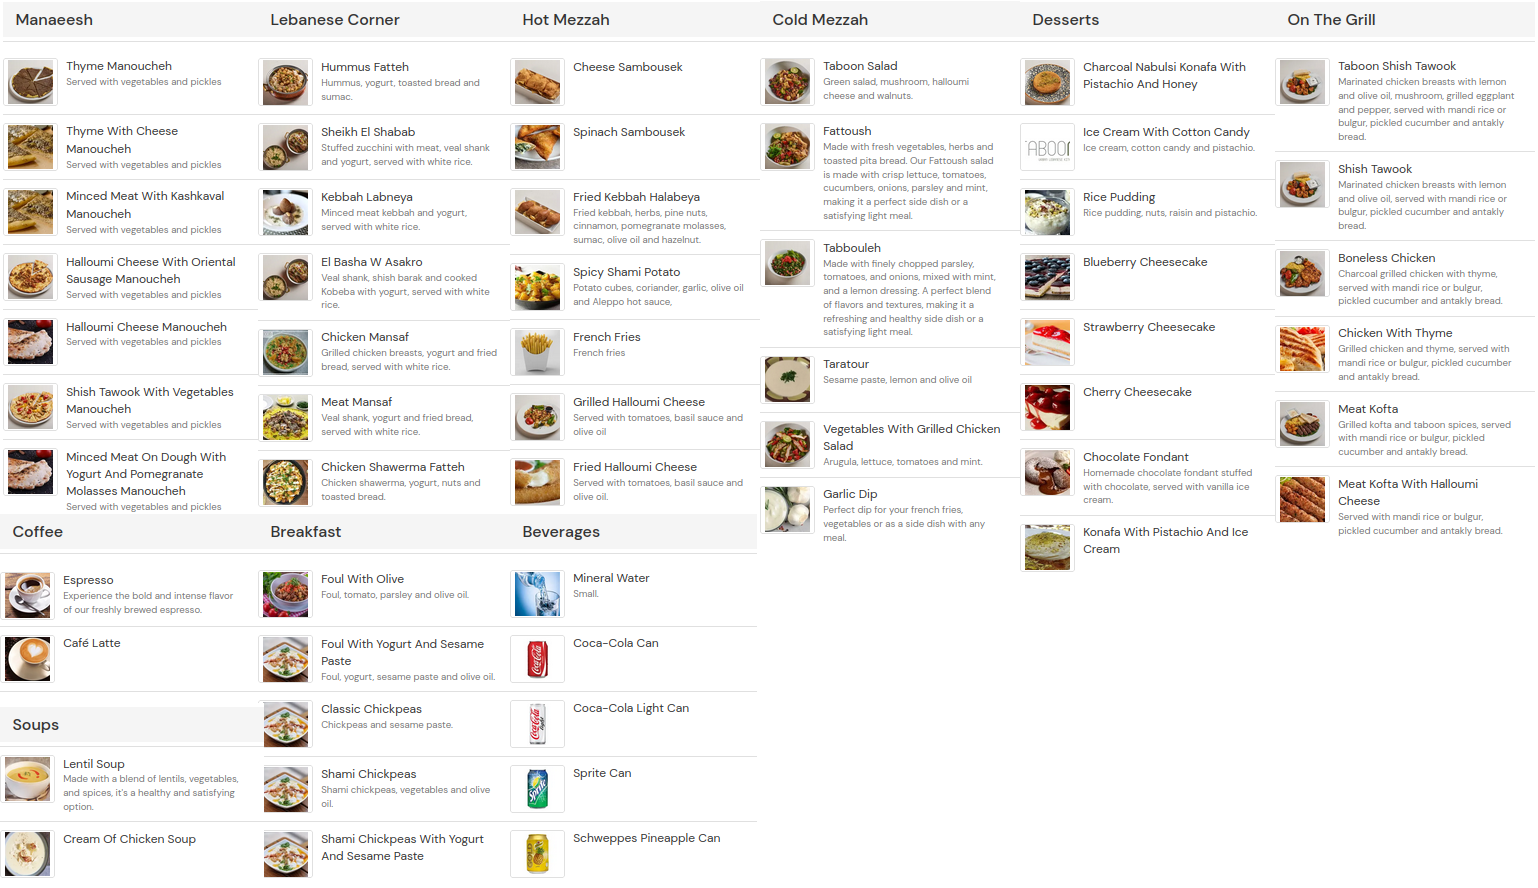 Manaeesh
Thyme Manoucheh
Served with vegetables and pickles
Thyme With Cheese
Manoucheh
Served with vegetables and pickles
Minced Meat With Kashkaval
Manoucheh
Served with vegetables and pickles
Halloumi Cheese With Oriental
Sausage Manoucheh
Served with vegetables and pickles
Halloumi Cheese Manoucheh
Served with vegetables and pickles
Shish Tawook With Vegetables
Manoucheh
Served with vegetables and pickles
Minced Meat On Dough With
Yogurt And Pomegranate
Molasses Manoucheh
Served with vegetables and pickles
Coffee
Espresso
Experience the bold and intense flavor
of our freshly brewed espresso.
Café Latte
Soups
Lentil Soup
Made with a blend of lentils, vegetables,
and spices, it's a healthy and satisfying
option.
Cream Of Chicken Soup
Lebanese Corner
Hummus Fatteh
Hummus, yogurt, toasted bread and
sumac.
Sheikh El Shabab
Stuffed zucchini with meat, veal shank
and yogurt, served with white rice.
Kebbah Labneya
Minced meat kebbah and yogurt,
served with white rice.
El Basha W Asakro
Veal shank, shish barak and cooked
Kobeba with yogurt, served with white
rice.
Chicken Mansaf
Grilled chicken breasts, yogurt and fried
bread, served with white rice.
Meat Mansaf
Veal shank, yogurt and fried bread,
served with white rice.
Chicken Shawerma Fatteh
Chicken shawerma, yogurt, nuts and
toasted bread.
Breakfast
Foul With Olive
Foul, tomato, parsley and olive oil.
Foul With Yogurt And Sesame
Paste
Foul, yogurt, sesame paste and olive oil.
Classic Chickpeas
Chickpeas and sesame paste.
Shami Chickpeas
Shami chickpeas, vegetables and olive
oil.
Shami Chickpeas With Yogurt
And Sesame Paste
Hot Mezzah
Cheese Sambousek
Spinach Sambousek
Fried Kebbah Halabeya
Fried kebbah, herbs, pine nuts,
cinnamon, pomegranate molasses,
sumac, olive oil and hazelnut.
Spicy Shami Potato
Potato cubes, coriander, garlic, olive oil
and Aleppo hot sauce,
French Fries
French fries
Grilled Halloumi Cheese
Served with tomatoes, basil sauce and
olive oil
Fried Halloumi Cheese
Served with tomatoes, basil sauce and
olive oil.
Beverages
Mineral Water
Small.
Coca-Cola Can
Coca-Cola
Coca-Cola Light Can
Coca-Cola
light
Sprite Can
Sprite
Schweppes Pineapple Can
GOLD
Cold Mezzah
Taboon Salad
Green salad, mushroom, halloumi
cheese and walnuts.
Fattoush
Made with fresh vegetables, herbs and
toasted pita bread. Our Fattoush salad
is made with crisp lettuce, tomatoes,
cucumbers, onions, parsley and mint,
making it a perfect side dish or a
satisfying light meal.
Tabbouleh
Made with finely chopped parsley,
tomatoes, and onions, mixed with mint,
and a lemon dressing. A perfect blend
of flavors and textures, making it a
refreshing and healthy side dish or a
satisfying light meal.
Taratour
Sesame paste, lemon and olive oil
Vegetables With Grilled Chicken
Salad
Arugula, lettuce, tomatoes and mint.
Garlic Dip
Perfect dip for your french fries,
vegetables or as a side dish with any
meal.
Desserts
Charcoal Nabulsi Konafa With
Pistachio And Honey
Ice Cream With Cotton Candy
Ice cream, cotton candy and pistachio.
ABOO
Rice Pudding
Rice pudding, nuts, raisin and pistachio.
Blueberry Cheesecake
Strawberry Cheesecake
Cherry Cheesecake
Chocolate Fondant
Homemade chocolate fondant stuffed
with chocolate, served with vanilla ice
cream.
Konafa With Pistachio And Ice
Cream
On The Grill
Taboon Shish Tawook
Marinated chicken breasts with lemon
and olive oil, mushroom, grilled eggplant
and pepper, served with mandi rice or
bulgur, pickled cucumber and antakly
bread.
Shish Tawook
Marinated chicken breasts with lemon
and olive oil, served with mandi rice or
bulgur, pickled cucumber and antakly
bread.
Boneless Chicken
Charcoal grilled chicken with thyme,
served with mandi rice or bulgur,
pickled cucumber and antakly bread.
Chicken With Thyme
Grilled chicken and thyme, served with
mandi rice or bulgur, pickled cucumber
and antakly bread.
Meat Kofta
Grilled kofta and taboon spices, served
with mandi rice or bulgur, pickled
cucumber and antakly bread.
Meat Kofta With Halloumi
Cheese
Served with mandi rice or bulgur,
pickled cucumber and antakly bread.